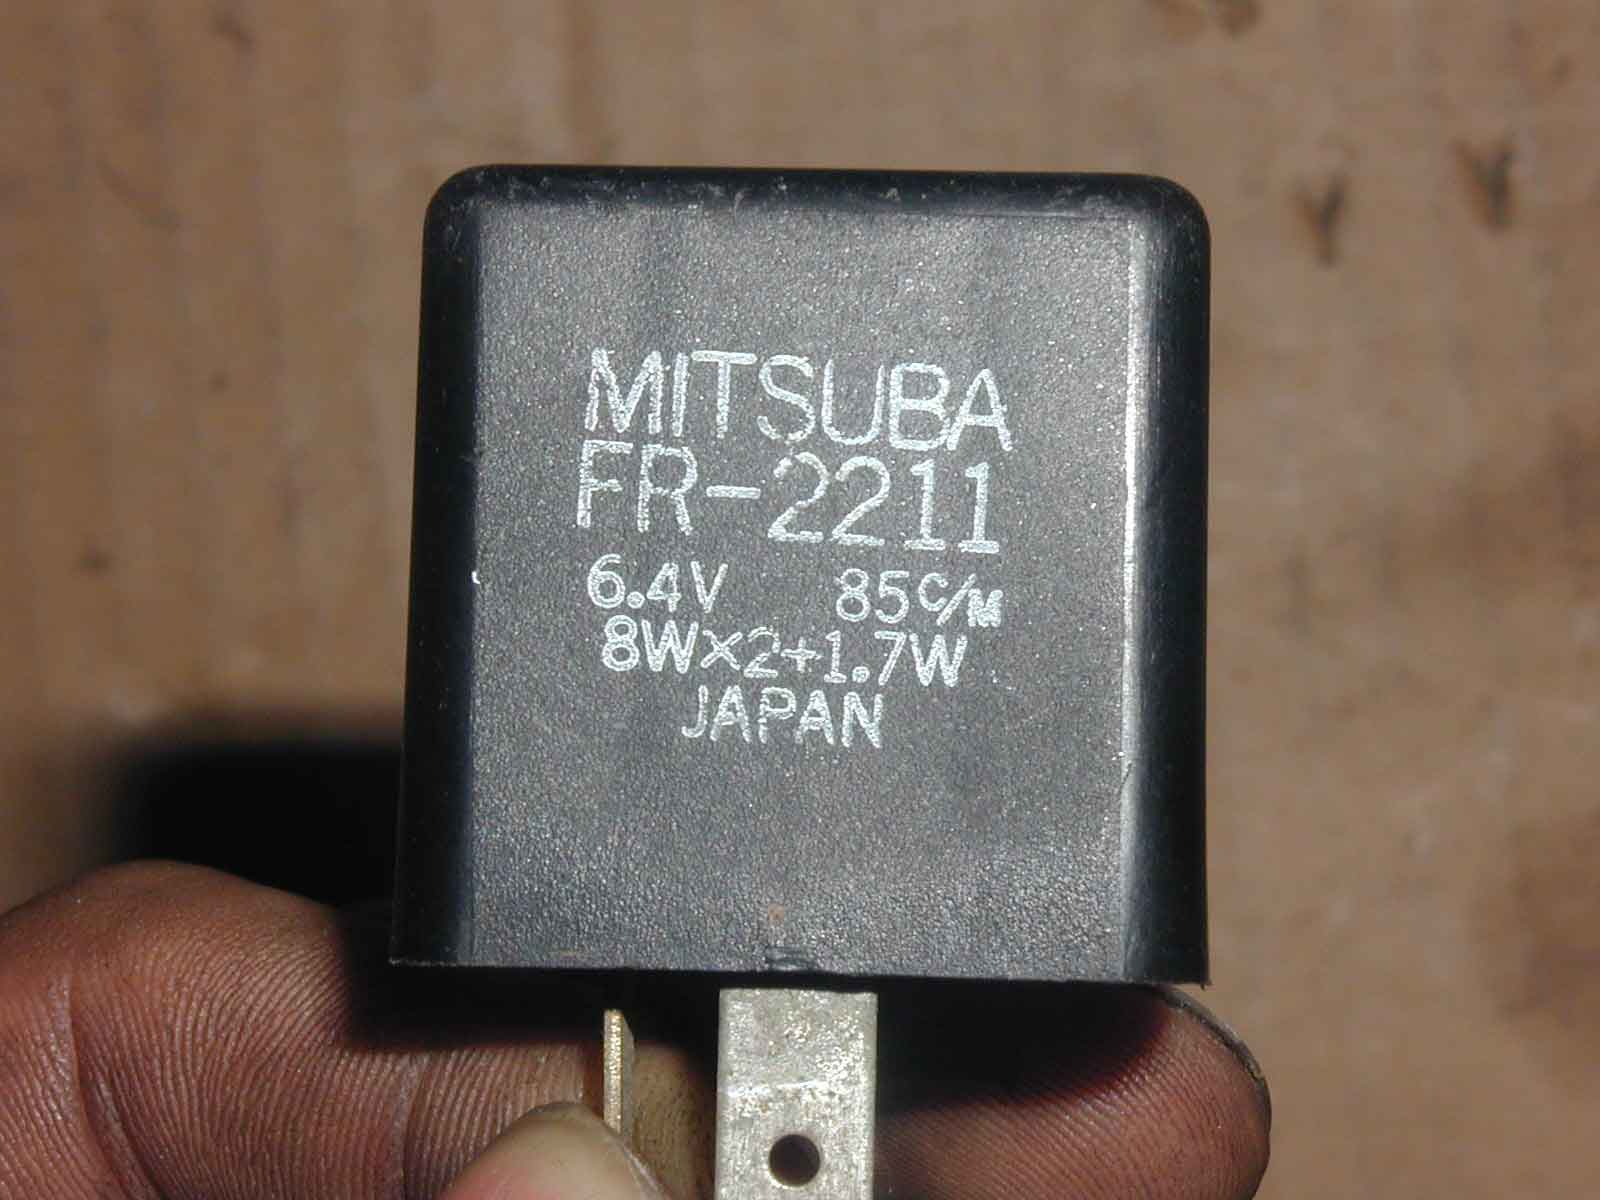 MITSUBA
FR-2211
6.4V 85C/M
8W×2+1.7W
JAPAN